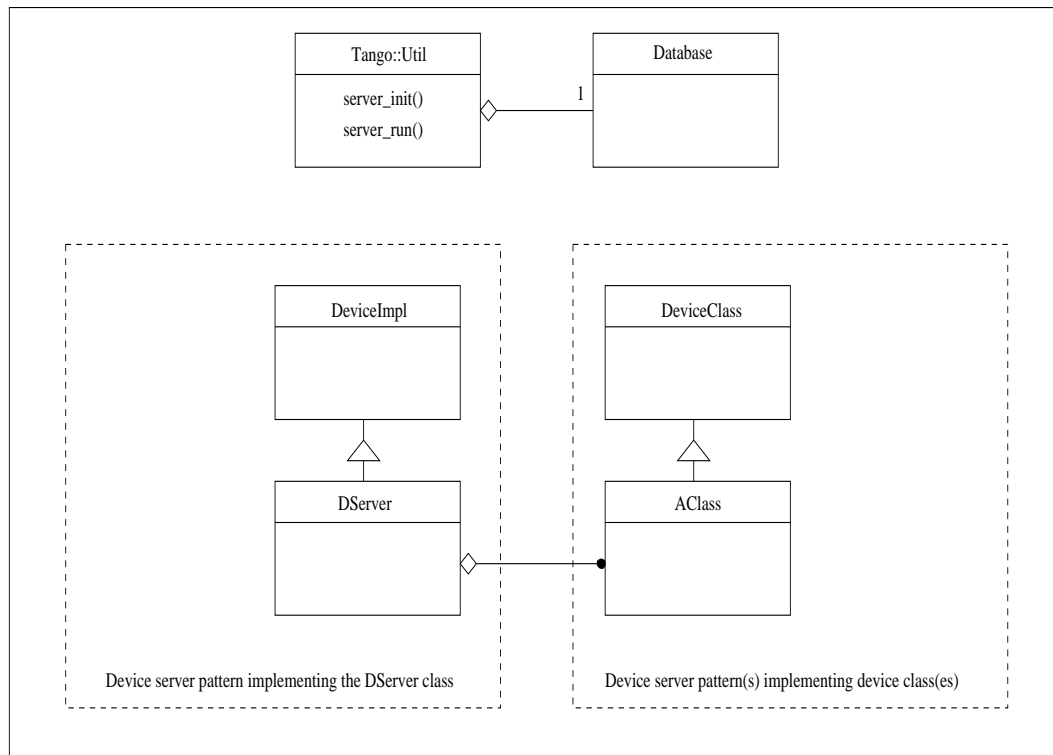 Tango::Util
Database
server_init()
server_run()
1
DeviceImpl
DeviceClass
DServer
AClass
Device server pattern implementing the DServer class
Device server pattern(s) implementing device class(es)